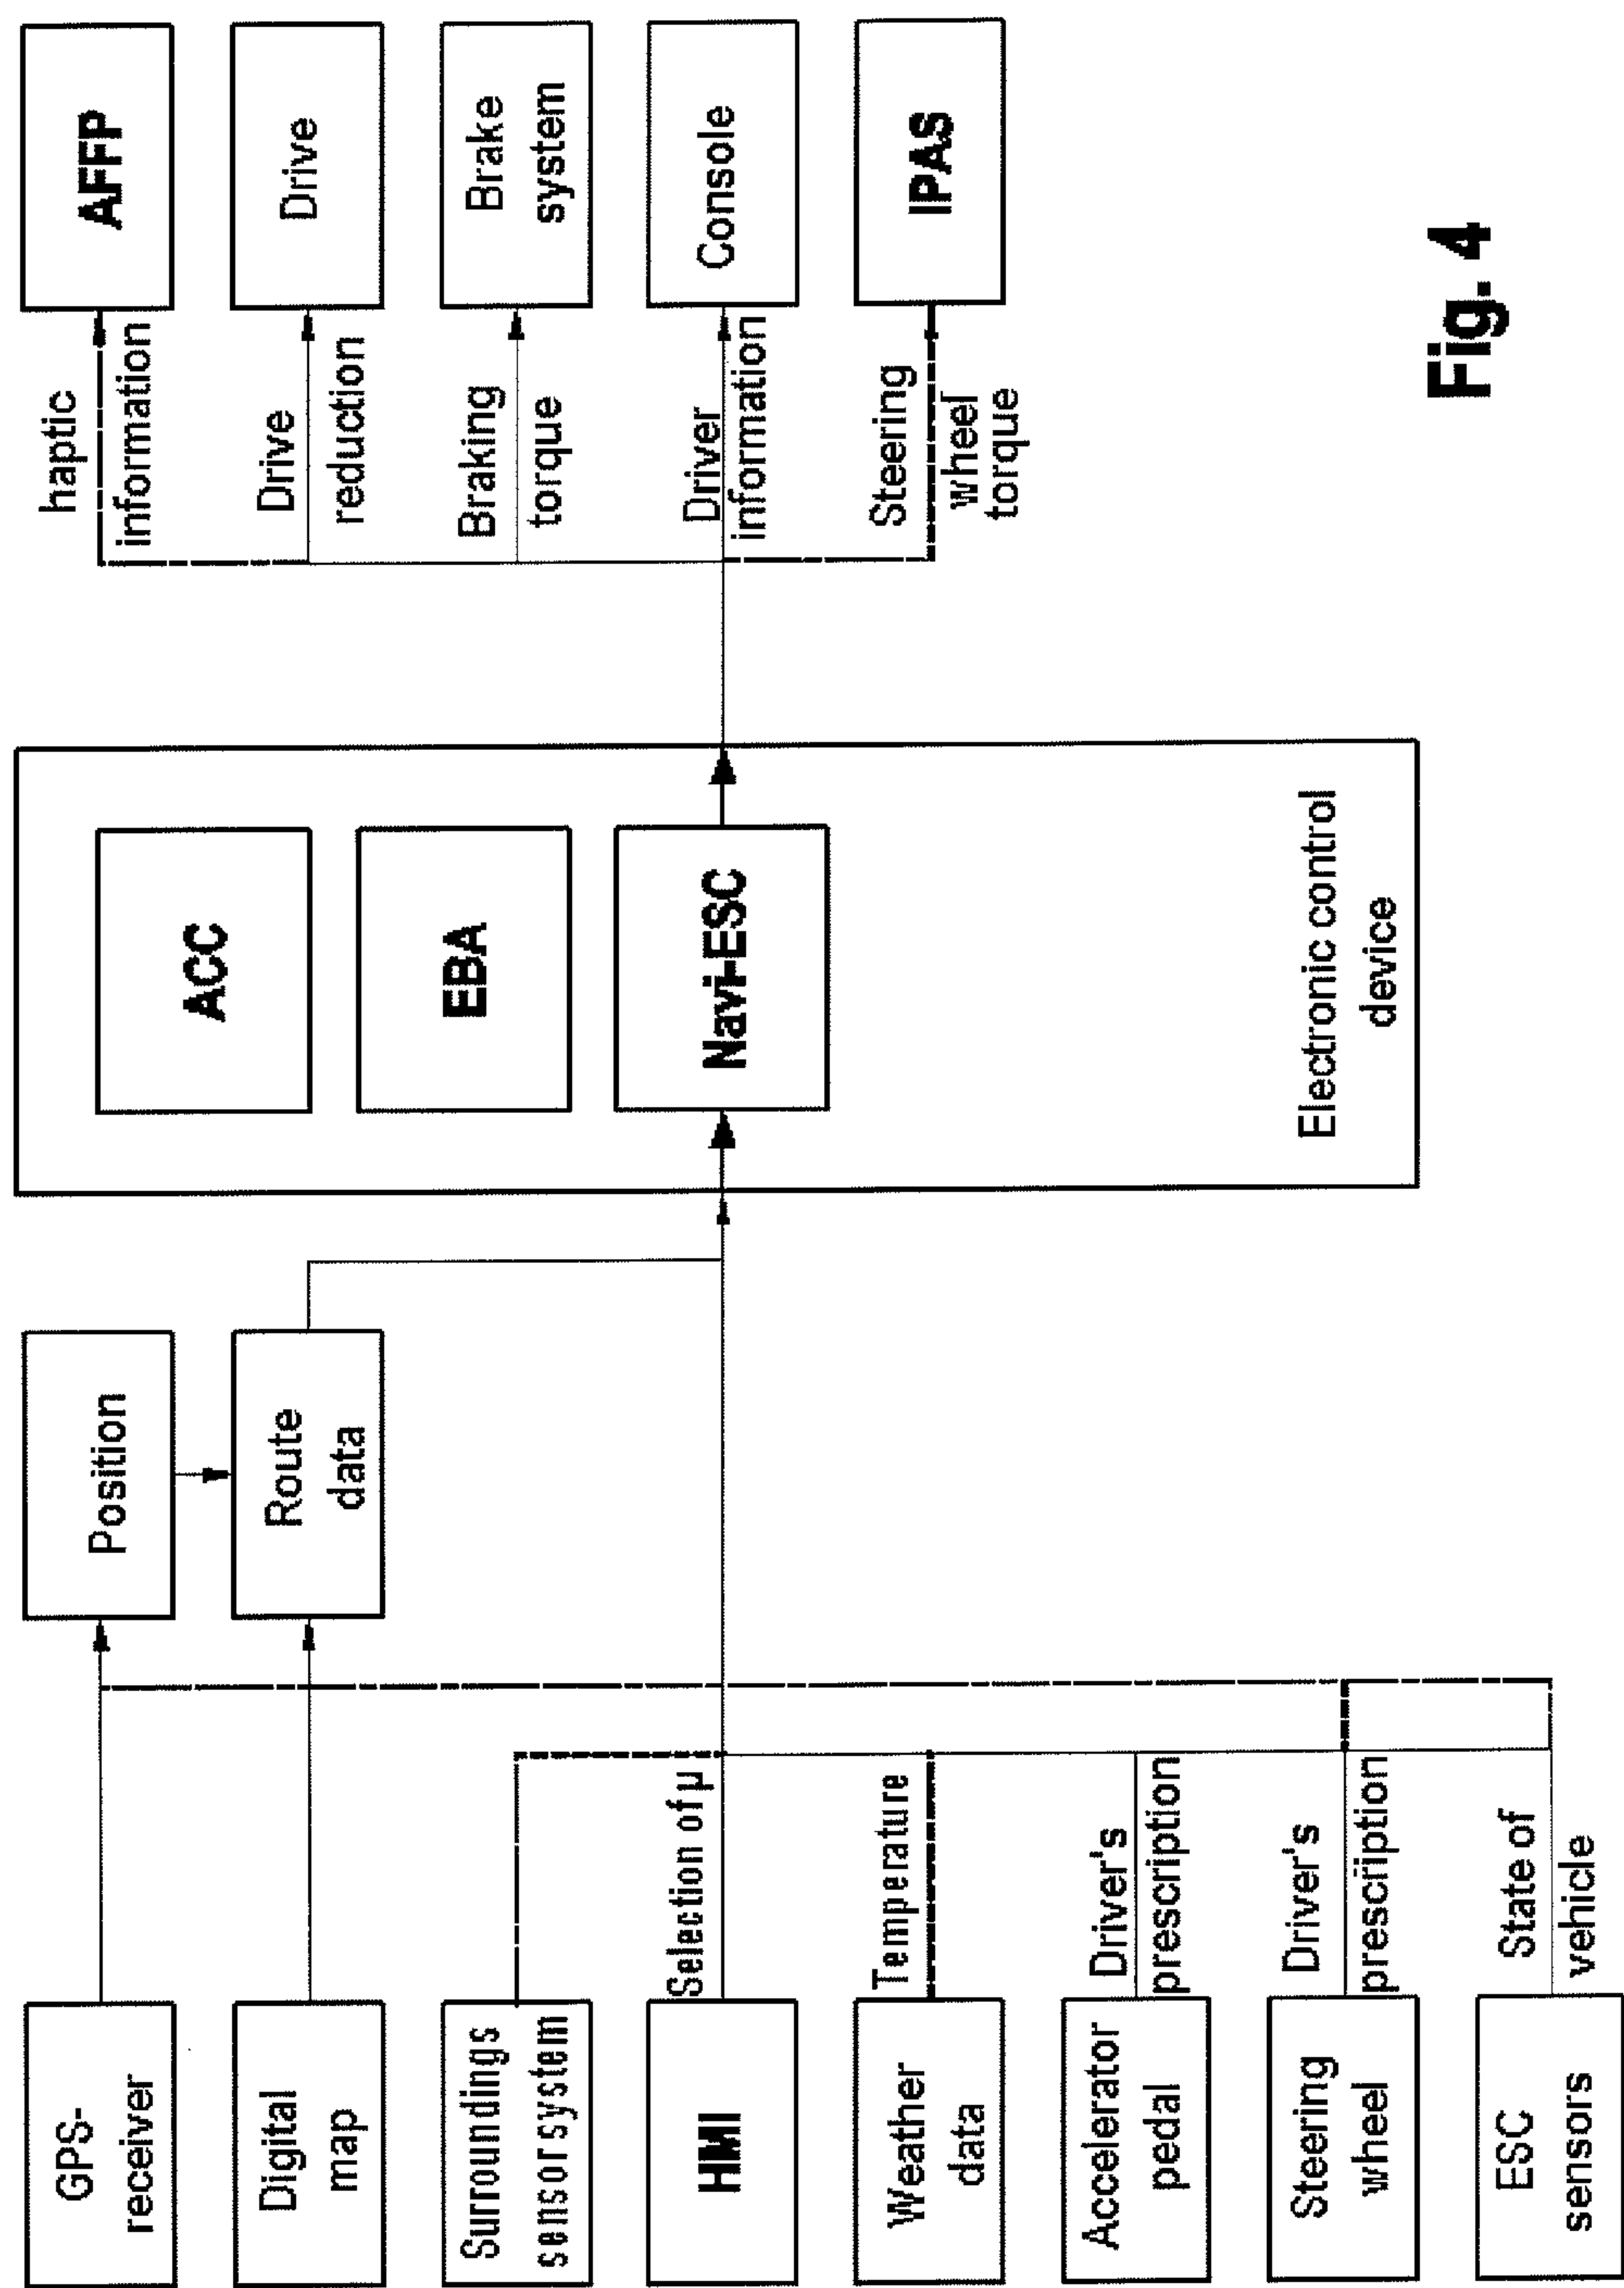 GPS-
receiver
Digital
map
Surroundings
sensor system
HMI
Weather
data
Accelerator
pedal
Steering
wheel
ESC
sensors
Selection of µ
Temperature
Driver's
prescription
Driver's
prescription
State of
vehicle
Position
Route
data
ACC
EBA
Navi-ESC
Electronic control
device
haptic
information
Drive
reduction
Braking
torque
Driver
information
Steering
wheel
torque
AFFP
Drive
Brake
system
Console
IPAS
Fig. 4